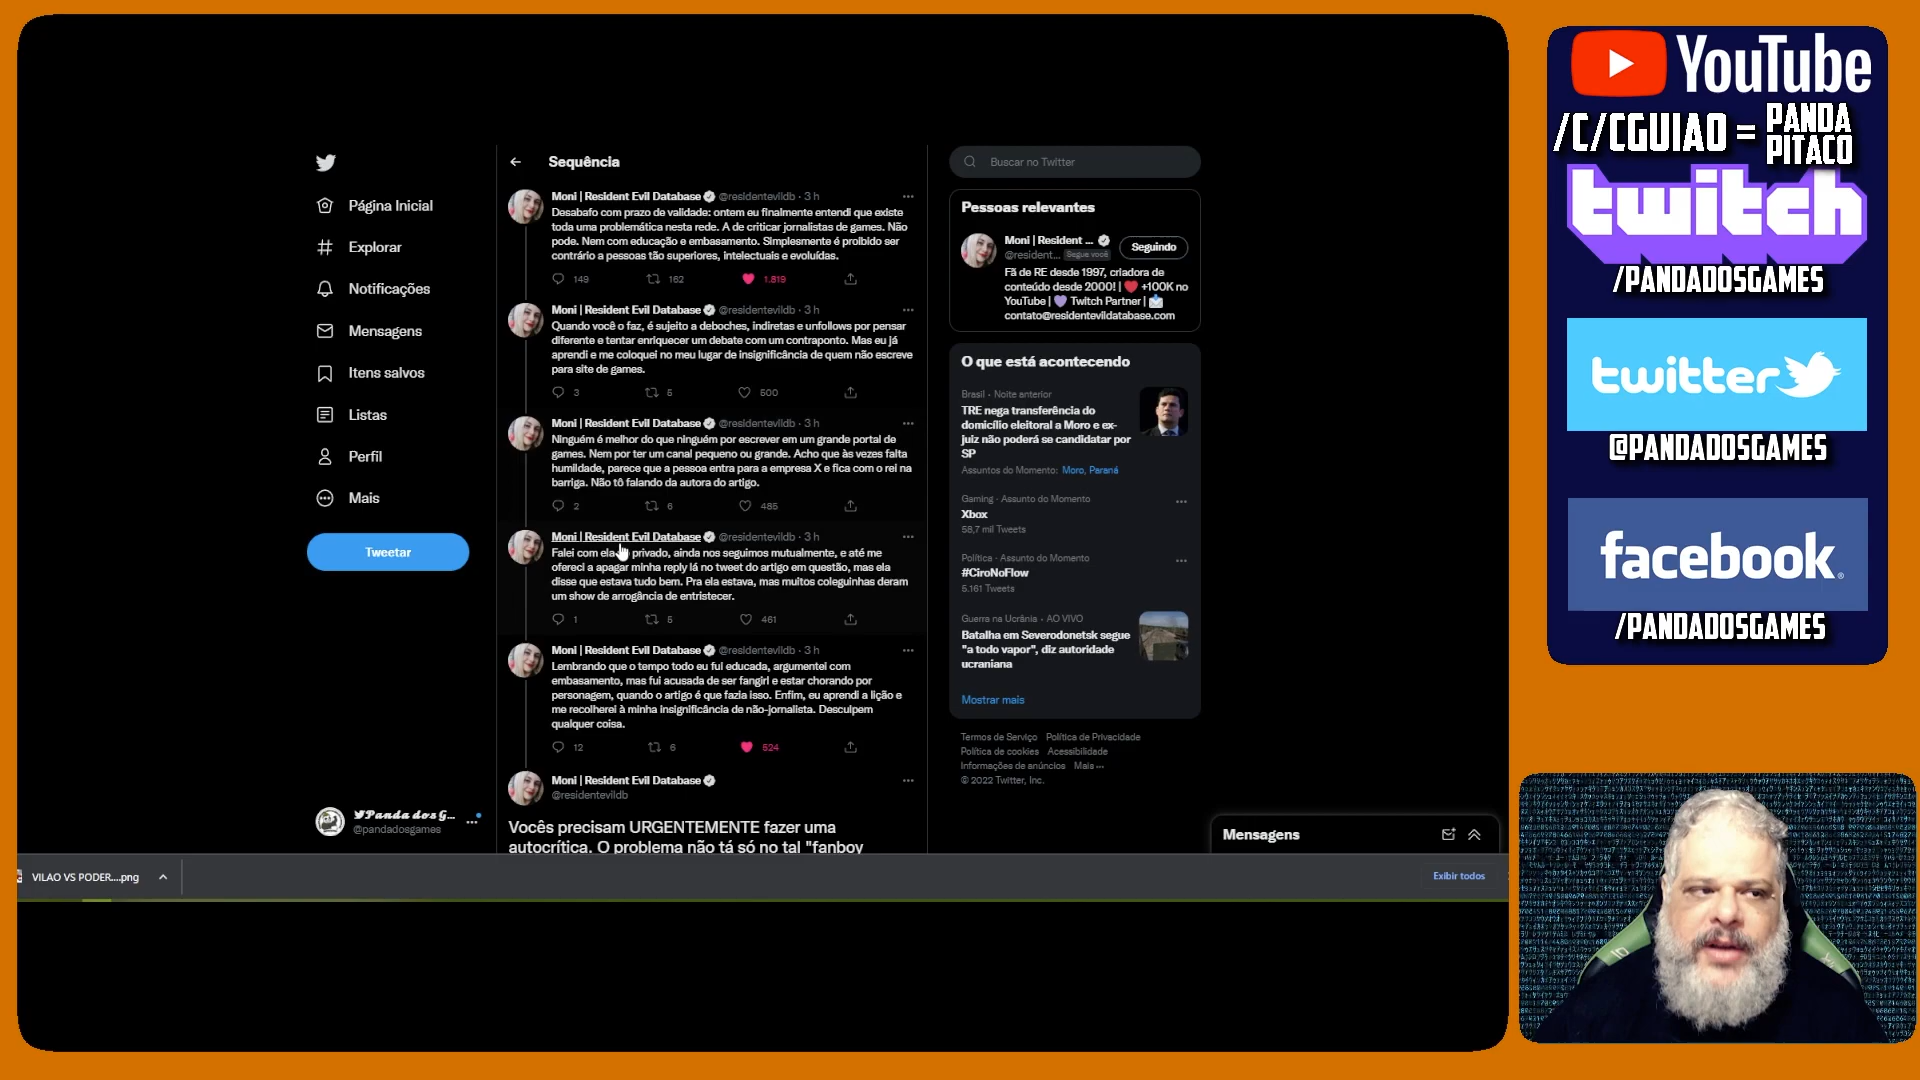 Sequência
Buscar no Twitter
Página Inicial
Explorar
Notificações
Mensagens
Itens salvos
Listas
Perfil
Mais
Tweetar
Panda dos G...
@pandadosgames
Moni | Resident Evil Database @residentevildb · 3 h
Desabafo com prazo de validade: ontem eu finalmente entendi que existe
toda uma problemática nesta rede. A de criticar jornalistas de games. Não
pode. Nem com educação e embasamento. Simplesmente é proibido ser
contrário a pessoas tão superiores, intelectuais e evoluídas.
149 162 1.819
Moni | Resident Evil Database @residentevildb · 3 h
Quando você o faz, é sujeito a deboches, indiretas e unfollows por pensar
diferente e tentar enriquecer um debate com um contraponto. Mas eu já
aprendi e me coloquei no meu lugar de insignificância de quem não escreve
para site de games.
3 5 500
Moni | Resident Evil Database @residentevildb · 3 h
Ninguém é melhor do que ninguém por escrever em um grande portal de
games. Nem por ter um canal pequeno ou grande. Acho que às vezes falta
humildade, parece que a pessoa entra para a empresa X e fica com o rei na
barriga. Não tô falando da autora do artigo.
2 6 485
Moni | Resident Evil Database @residentevildb · 3 h
Falei com ela privado, ainda nos seguimos mutualmente, e até me
ofereci a apagar minha reply lá no tweet do artigo em questão, mas ela
disse que estava tudo bem. Pra ela estava, mas muitos coleguinhas deram
um show de arrogância de entristecer.
1 5 461
Moni | Resident Evil Database @residentevildb · 3 h
Lembrando que o tempo todo eu fui educada, argumentei com
embasamento, mas fui acusada de ser fangirl e estar chorando por
personagem, quando o artigo é que fazia isso. Enfim, eu aprendi a lição e
me recolherei à minha insignificância de não-jornalista. Desculpem
qualquer coisa.
12 6 524
Moni | Resident Evil Database
@residentevildb
Vocês precisam URGENTEMENTE fazer uma
autocrítica. O problema não tá só no tal "fanboy
Pessoas relevantes
Moni | Resident ...
@resident... Segue você
Seguindo
Fã de RE desde 1997, criadora de
conteúdo desde 2000! | +100K no
YouTube | Twitch Partner |
contato@residentevildatabase.com
O que está acontecendo
Brasil · Noite anterior
TRE nega transferência do
domicílio eleitoral a Moro e ex-
juiz não poderá se candidatar por
SP
Assuntos do Momento: Moro, Paraná
Gaming · Assunto do Momento
Xbox
58,7 mil Tweets
Política · Assunto do Momento
#CiroNoFlow
5.161 Tweets
Guerra na Ucrânia · AO VIVO
Batalha em Severodonetsk segue
"a todo vapor", diz autoridade
ucraniana
Mostrar mais
Termos de Serviço Política de Privacidade
Política de cookies Acessibilidade
Informações de anúncios Mais ···
© 2022 Twitter, Inc.
Mensagens
VILAO VS PODER....png
Exibir todos
YouTube
/C/CGUIAO = PANDA
PITACO
twitch
/PANDADOSGAMES
twitter
@PANDADOSGAMES
facebook
/PANDADOSGAMES